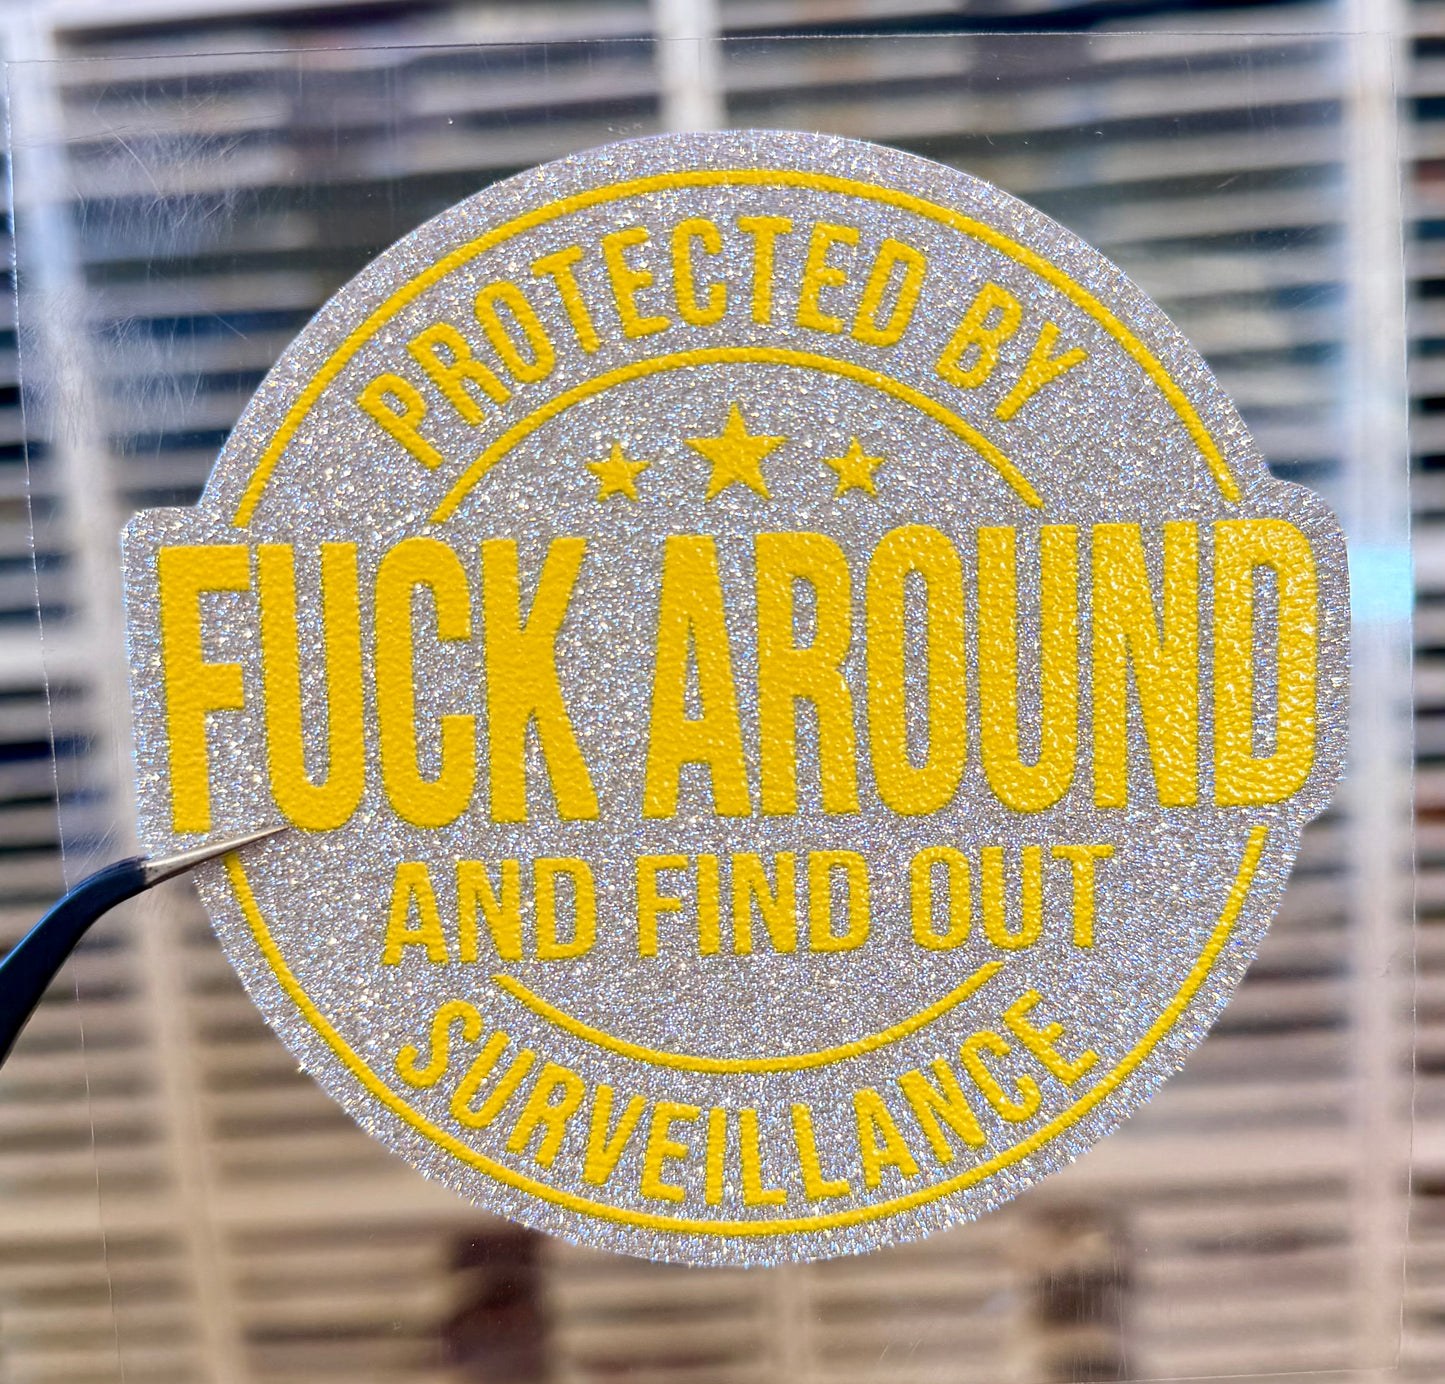 PROTECTED BY
FUCK AROUND
AND FIND OUT
SURVEILLANCE